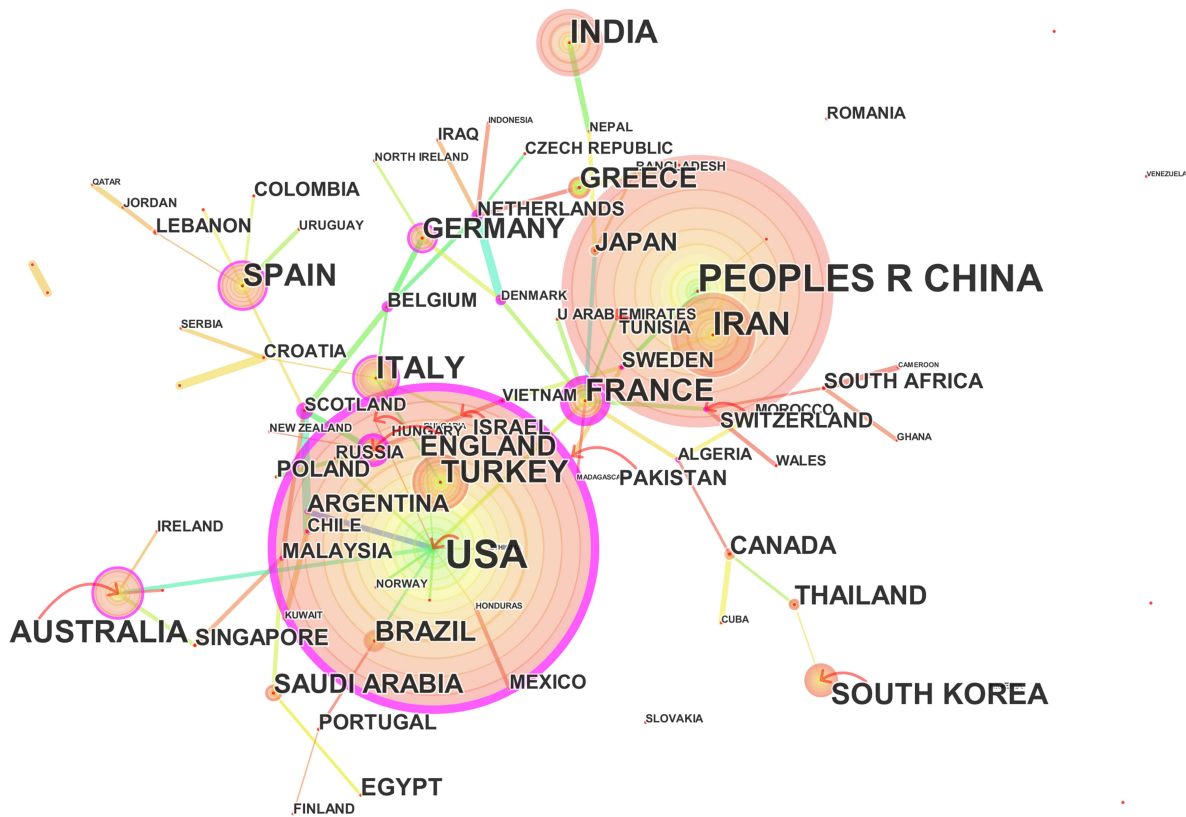 INDIA
ROMANIA
INDONESIA
NEPAL
IRAQ
CZECH REPUBLIC
NORTH IRELAND
BANGLADESH
VENEZUELA
QATAR
COLOMBIA
GREECE
JORDAN
NETHERLANDS
LEBANON
URUGUAY
GERMANY
JAPAN
SPAIN
PEOPLES R CHINA
BELGIUM
DENMARK
U ARAB EMIRATES
SERBIA
TUNISIA
IRAN
CROATIA
SWEDEN
CAMEROON
ITALY
SOUTH AFRICA
FRANCE
VIETNAM
SCOTLAND
MOROCCO
SWITZERLAND
NEW ZEALAND
HUNGARY
BULGARIA
ISRAEL
GHANA
RUSSIA
ENGLAND
ALGERIA
WALES
POLAND
TURKEY
MADAGASCAR
PAKISTAN
ARGENTINA
IRELAND
CHILE
MALAYSIA
USA
CANADA
NORWAY
THAILAND
HONDURAS
KUWAIT
CUBA
AUSTRALIA
SINGAPORE
BRAZIL
SAUDI ARABIA
MEXICO
SOUTH KOREA
PORTUGAL
SLOVAKIA
EGYPT
FINLAND